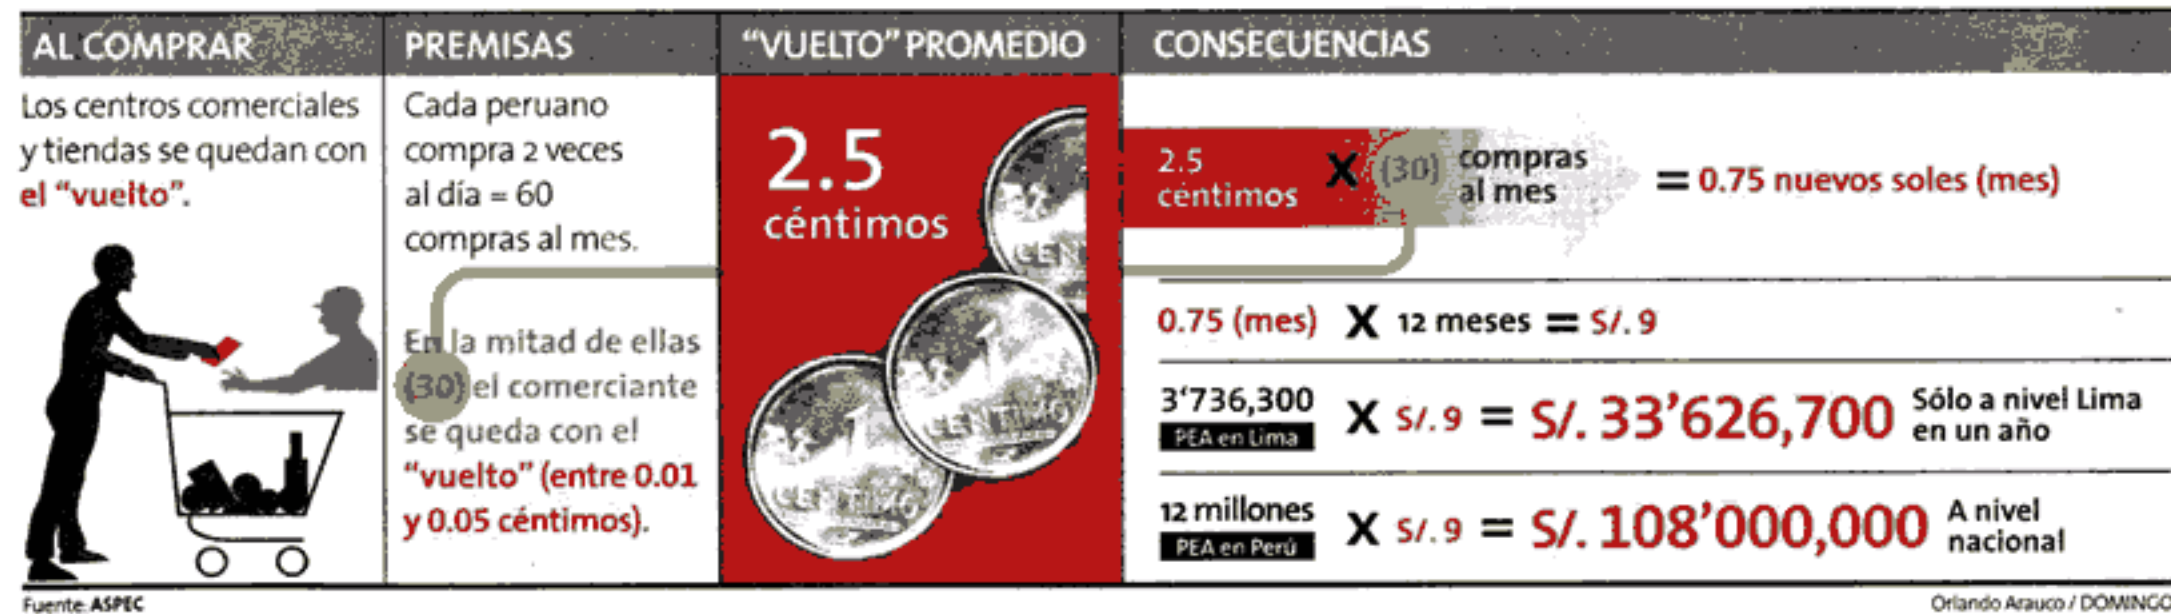 AL COMPRAR
Los centros comerciales
y tiendas se quedan con
el "vuelto".
PREMISAS
Cada peruano
compra 2 veces
al día = 60
compras al mes.
En la mitad de ellas
(30) el comerciante
se queda con el
"vuelto" (entre 0.01
y 0.05 céntimos).
"VUELTO" PROMEDIO
2.5
céntimos
CEN
1
CENTIMO
1
CENTIMO
CONSECUENCIAS
2.5
céntimos X (30) compras
al mes = 0.75 nuevos soles (mes)
0.75 (mes) X 12 meses = S/. 9
3'736,300
PEA en Lima X S/. 9 = S/. 33'626,700 Sólo a nivel Lima
en un año
12 millones
PEA en Perú X S/. 9 = S/. 108'000,000 A nivel
nacional
Fuente: ASPEC
Orlando Arauco / DOMINGO